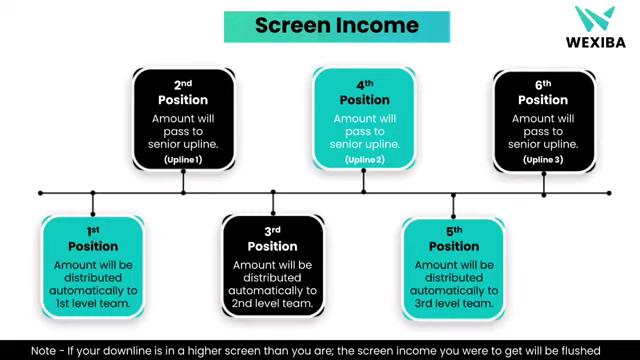 Screen Income
WEXIBA
2nd
Position
Amount will
pass to
senior upline.
(Upline 1)
4th
Position
Amount will
pass to
senior upline.
(Upline 2)
6th
Position
Amount will
pass to
senior upline.
(Upline 3)
1st
Position
Amount will be
distributed
automatically to
1st level team.
3rd
Position
Amount will be
distributed
automatically to
2nd level team.
5th
Position
Amount will be
distributed
automatically to
3rd level team.
Note - If your downline is in a higher screen than you are; the screen income you were to get will be flushed